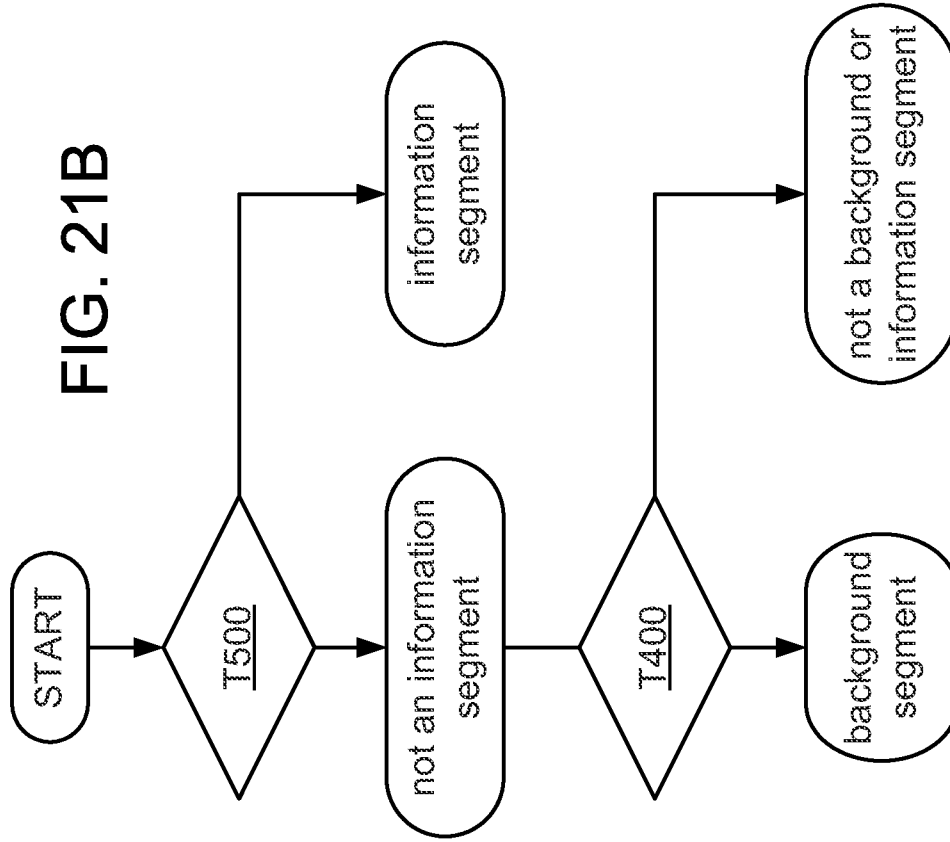 FIG. 21B
START
T500
information
segment
not an information
segment
T400
not a background or
information segment
background
segment